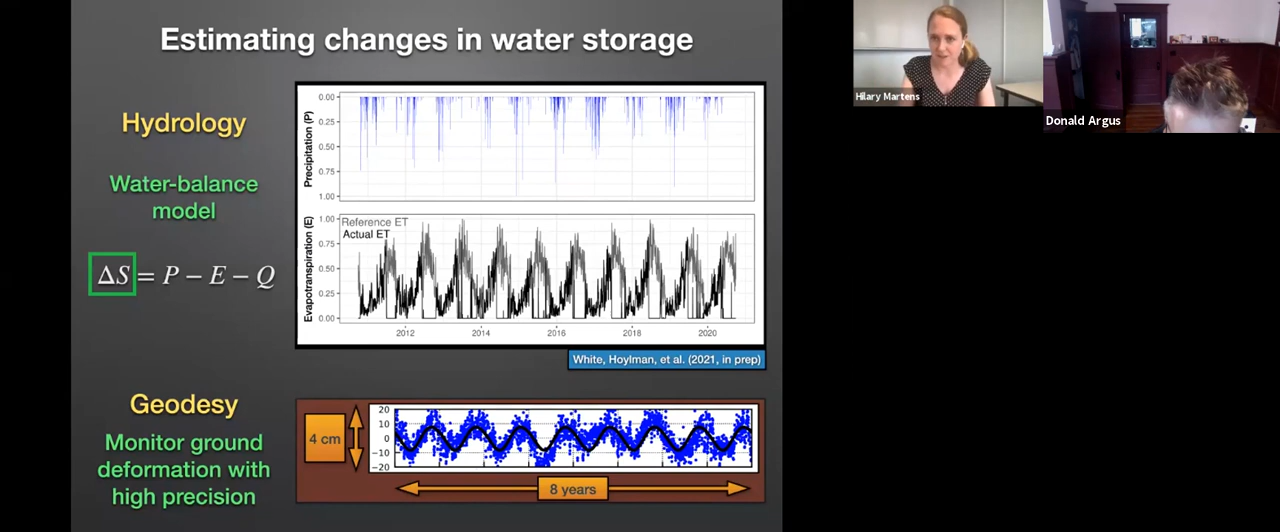 Estimating changes in water storage
Hydrology
Water-balance
model
ΔS = P − E − Q
Precipitation (P)
0.00
0.25
0.50
0.75
1.00
Evapotranspiration (E)
Reference ET
Actual ET
1.00
0.75
0.50
0.25
0.00
2012
2014
2016
2018
2020
White, Hoylman, et al. (2021, in prep)
Geodesy
Monitor ground
deformation with
high precision
4 cm
20
10
0
−10
−20
8 years
Hilary Martens
Donald Argus